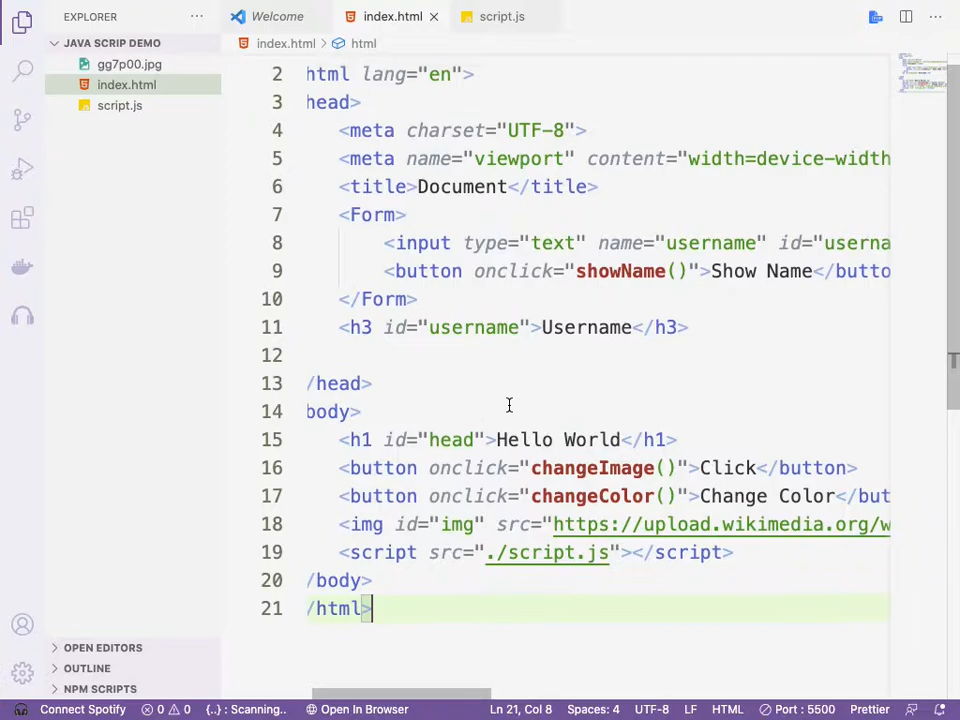 EXPLORER
Welcome
index.html
script.js
JAVA SCRIP DEMO
index.html
html
gg7p00.jpg
index.html
script.js
2 html lang="en">
3 head>
4 <meta charset="UTF-8">
5 <meta name="viewport" content="width=device-width
6 <title>Document</title>
7 <Form>
8 <input type="text" name="username" id="userna
9 <button onclick="showName()">Show Name</butto
10 </Form>
11 <h3 id="username">Username</h3>
12
13 /head>
14 body>
15 <h1 id="head">Hello World</h1>
16 <button onclick="changeImage()">Click</button>
17 <button onclick="changeColor()">Change Color</but
18 <img id="img" src="https://upload.wikimedia.org/w
19 <script src="./script.js"></script>
20 /body>
21 /html>
OPEN EDITORS
OUTLINE
NPM SCRIPTS
Connect Spotify 0 0 {..} : Scanning.. Open In Browser Ln 21, Col 8 Spaces: 4 UTF-8 LF HTML Port : 5500 Prettier